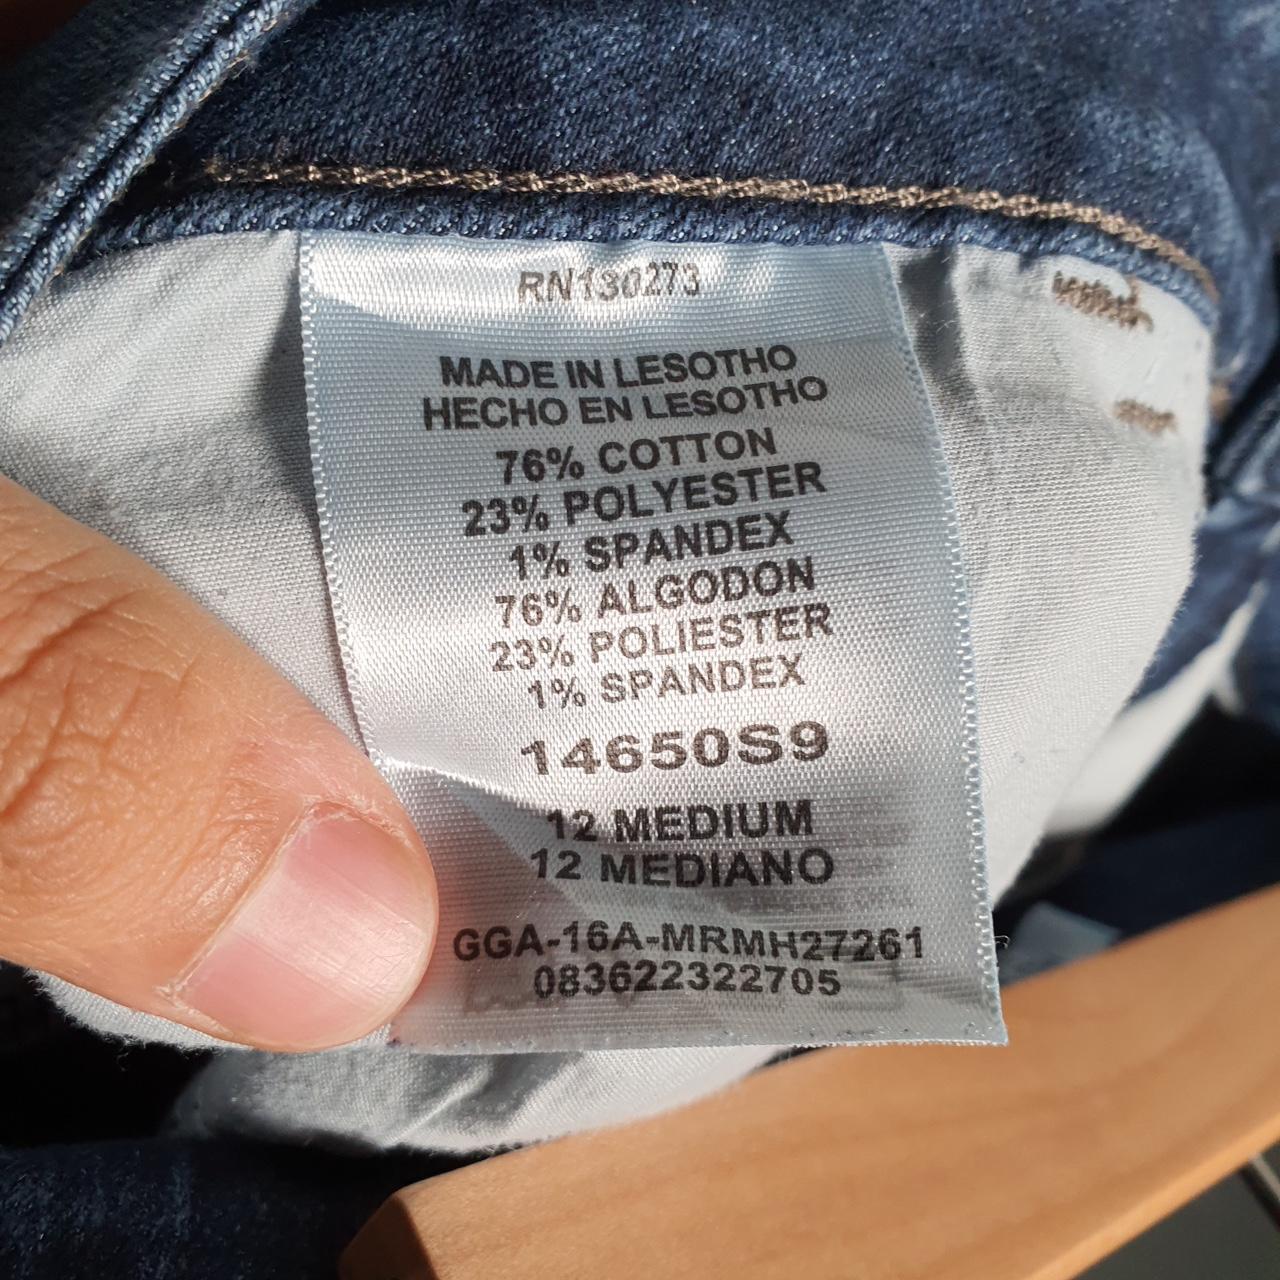 RN130273
MADE IN LESOTHO
HECHO EN LESOTHO
76% COTTON
23% POLYESTER
1% SPANDEX
76% ALGODON
23% POLIESTER
1% SPANDEX
14650S9
12 MEDIUM
12 MEDIANO
GGA-16A-MRMH27261
083622322705